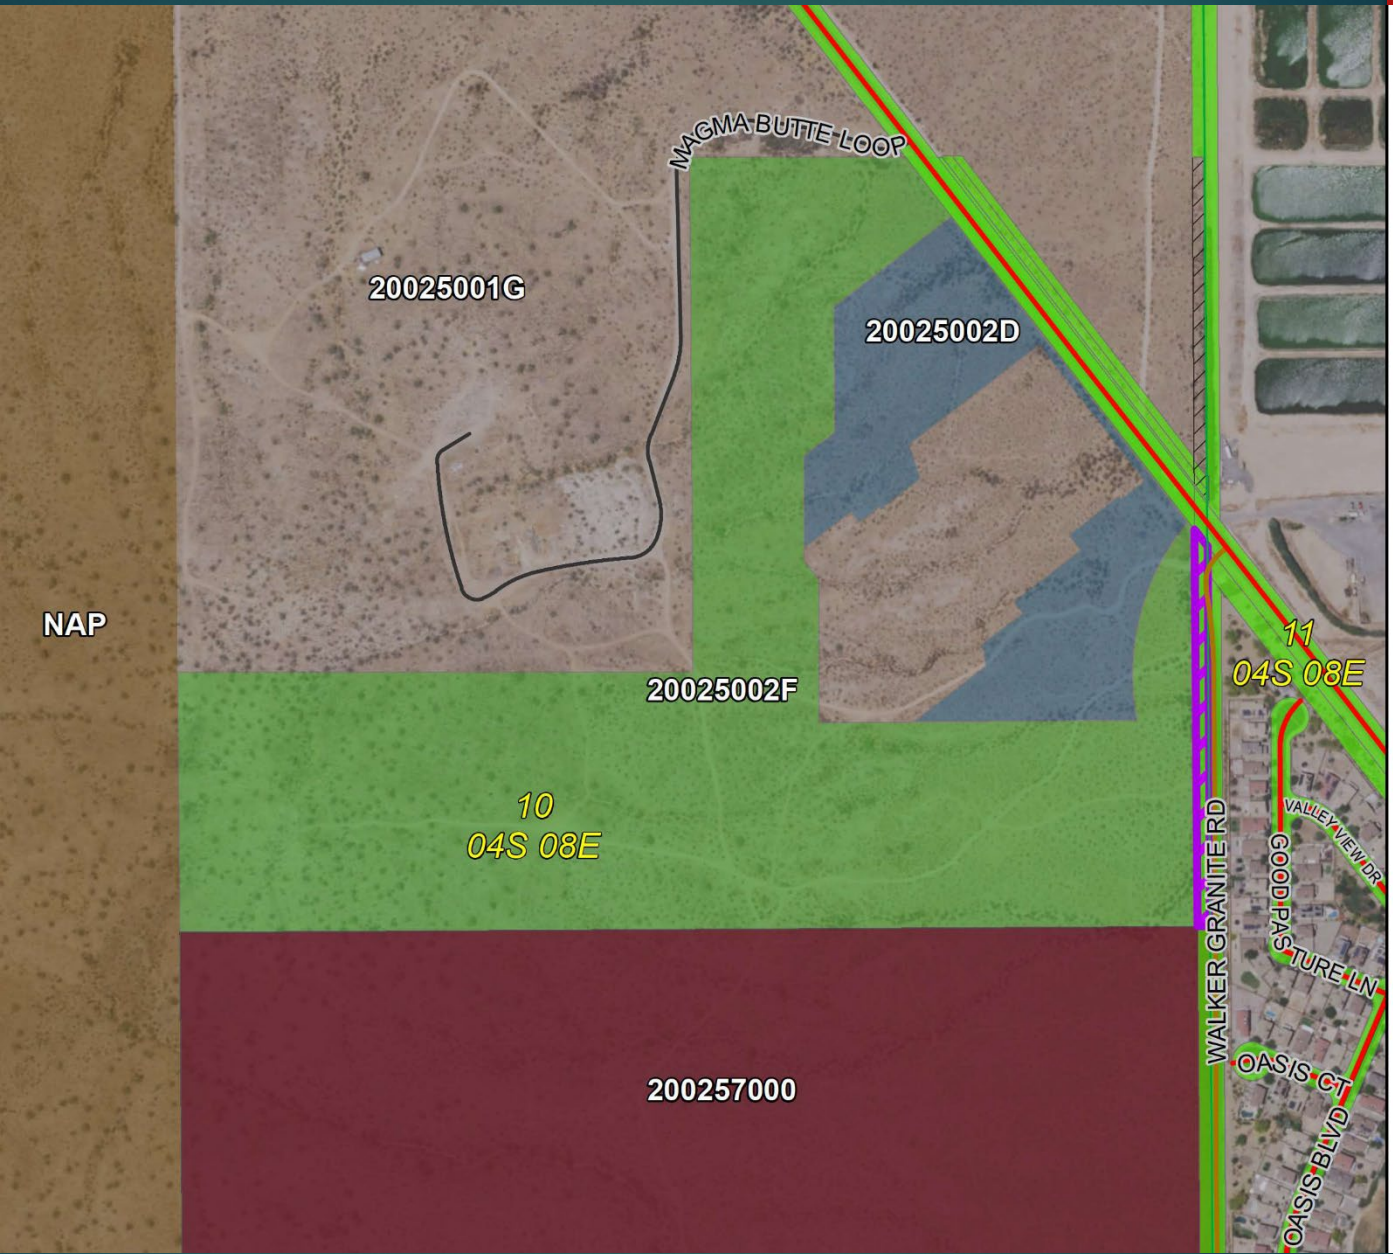 MAGMA BUTTE LOOP
20025001G
20025002D
NAP
11
04S 08E
20025002F
10
04S 08E
VALLEY VIEW DR
GOOD PASTURE LN
WALKER GRANITE RD
OASIS CT
200257000
OASIS BLVD